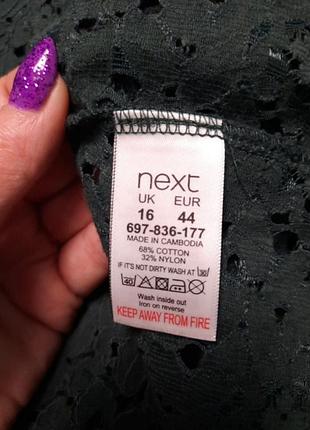 next
UK EUR
16 44
697-836-177
MADE IN CAMBODIA
68% COTTON
32% NYLON
IF IT'S NOT DIRTY WASH AT 30
40
Wash inside out
Iron on reverse
KEEP AWAY FROM FIRE